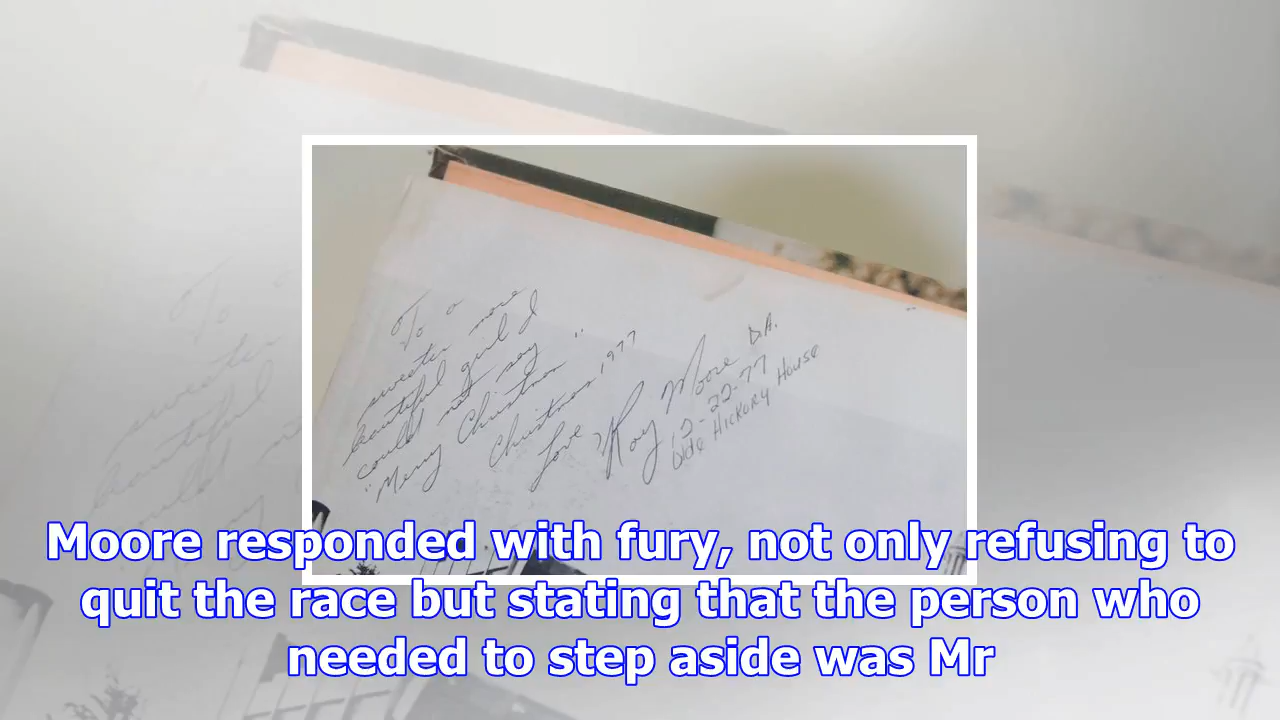 To a
sweeter more
beautiful girl I
could not say
"Merry Christmas"
Christmas 1977
Love,
Roy Moore D.A.
12-22-77
Olde Hickory House
Moore responded with fury, not only refusing to
quit the race but stating that the person who
needed to step aside was Mr